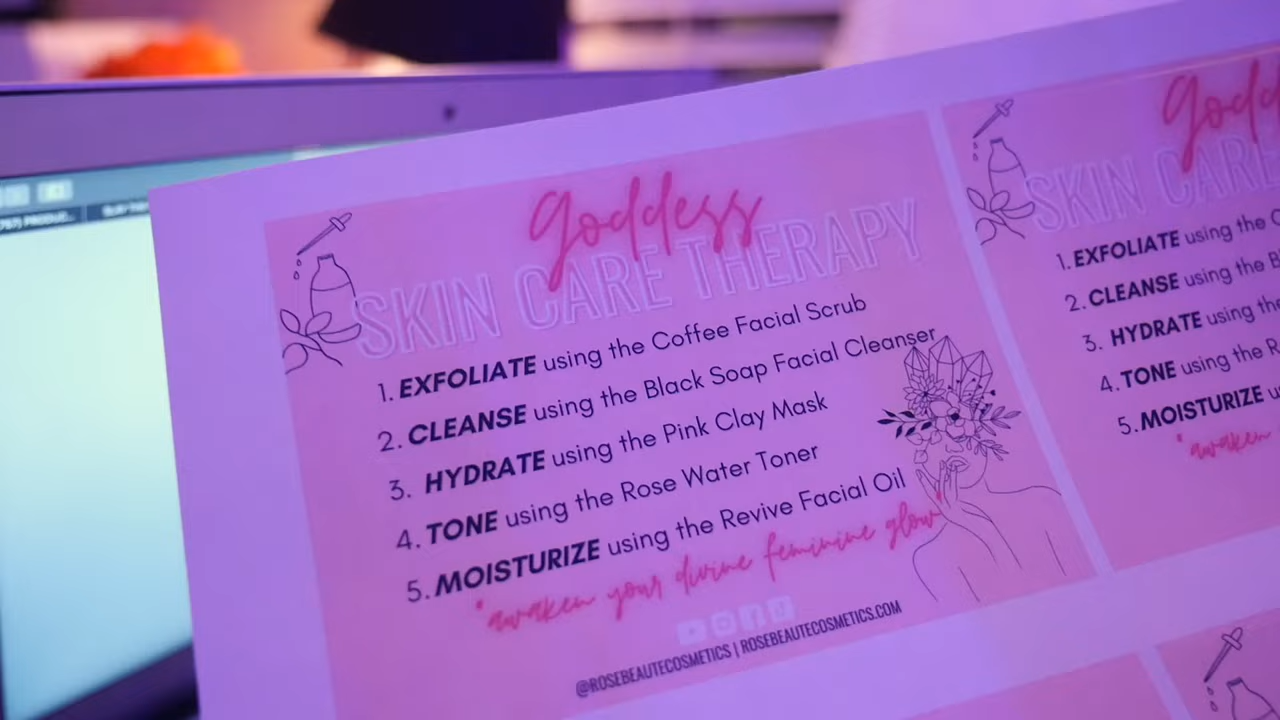 goddess
SKIN CARE THERAPY
1. EXFOLIATE using the Coffee Facial Scrub
2. CLEANSE using the Black Soap Facial Cleanser
3. HYDRATE using the Pink Clay Mask
4. TONE using the Rose Water Toner
5. MOISTURIZE using the Revive Facial Oil
*awaken your divine feminine glow*
@ROSEBEAUTECOSMETICS | ROSEBEAUTECOSMETICS.COM
SKIN CARE
1. EXFOLIATE using the
2. CLEANSE using the
3. HYDRATE using the
4. TONE using the
5. MOISTURIZE
*awaken